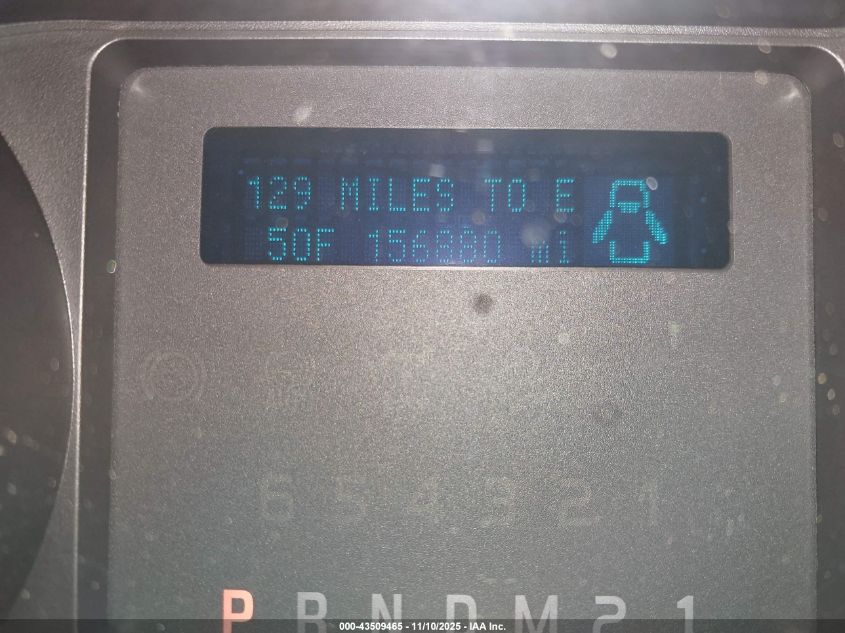 129 MILES TO E
50F 156880 mi
6 5 4 3 2 1
P R N D M 2 1
000-43509465 - 11/10/2025 - IAA Inc.